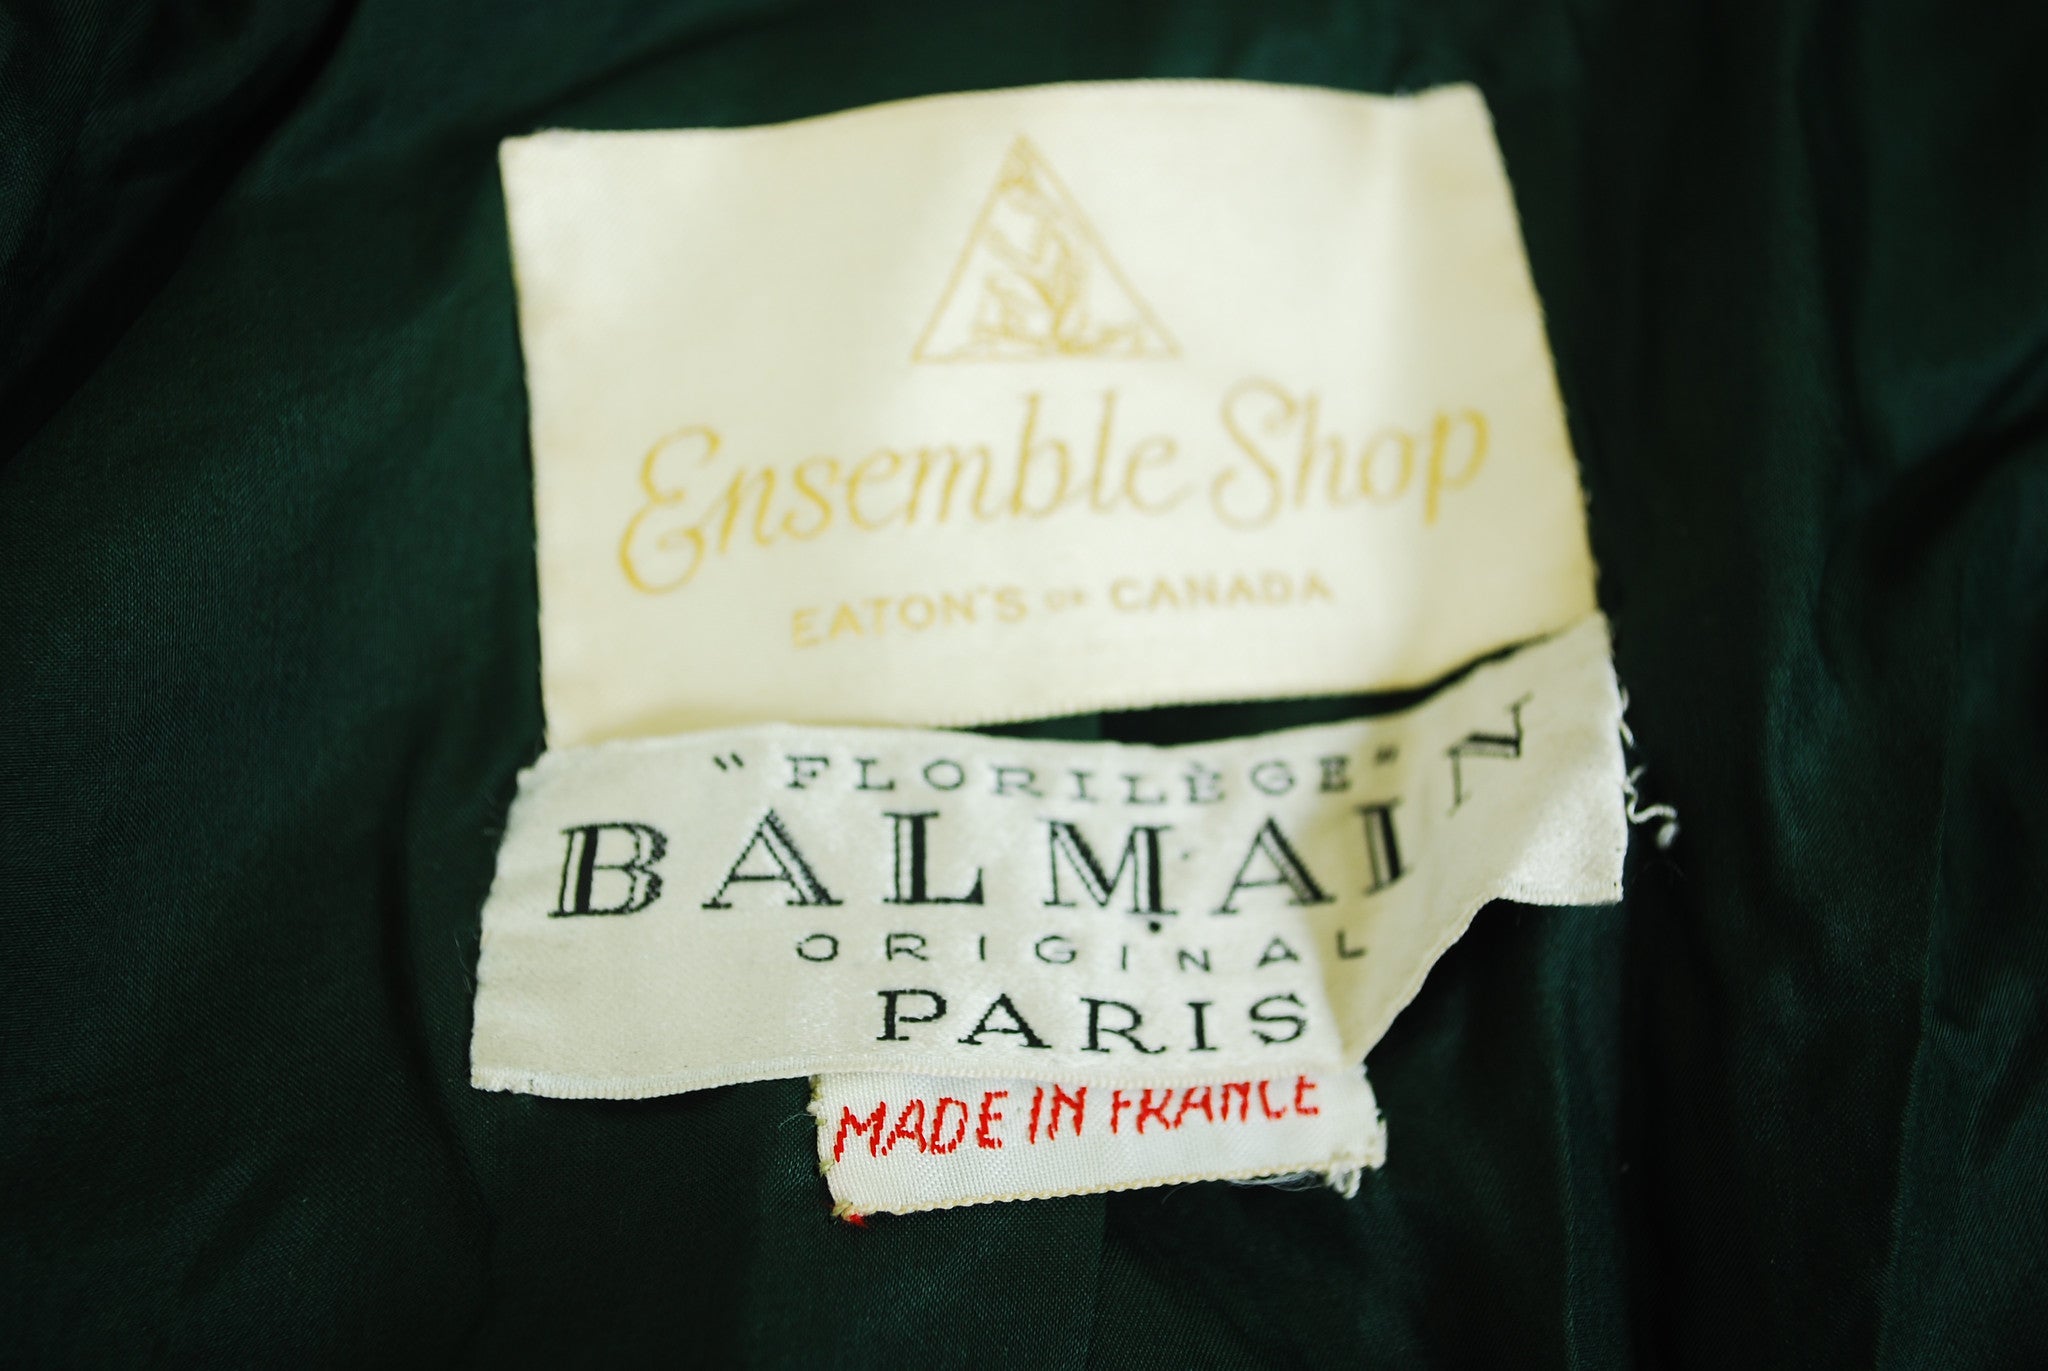 Ensemble Shop
EATON'S OF CANADA
"FLORILÈGE"
BALMAIN
ORIGINAL
PARIS
MADE IN FRANCE